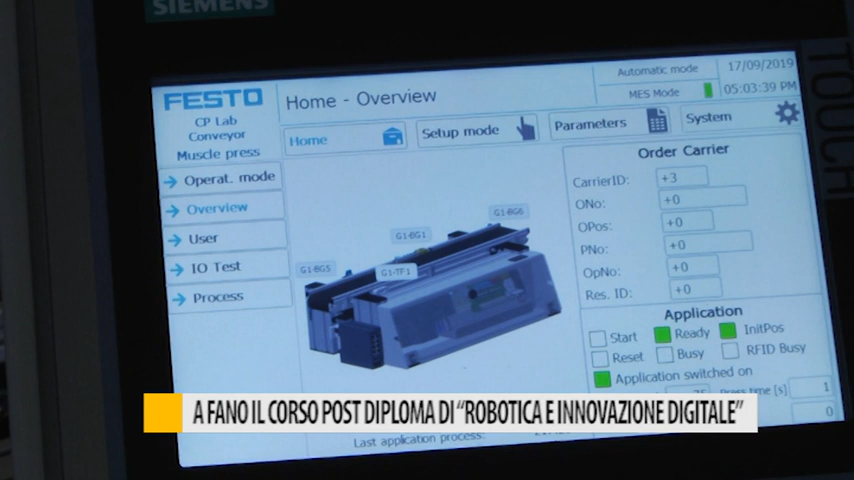 SIEMENS
TOUCH
FESTO
CP Lab
Conveyor
Muscle press
Home - Overview
Automatic mode
17/09/2019
MES Mode
05:03:39 PM
Home
Setup mode
Parameters
System
Operat. mode
Overview
User
IO Test
Process
G1-BG5
G1-TF1
G1-BG1
G1-BG6
Order Carrier
CarrierID: +3
ONo: +0
OPos: +0
PNo: +0
OpNo: +0
Res. ID: +0
Application
Start Ready InitPos
Reset Busy RFID Busy
Application switched on
Press time [s] 1
0
A FANO IL CORSO POST DIPLOMA DI “ROBOTICA E INNOVAZIONE DIGITALE”
Last application process: